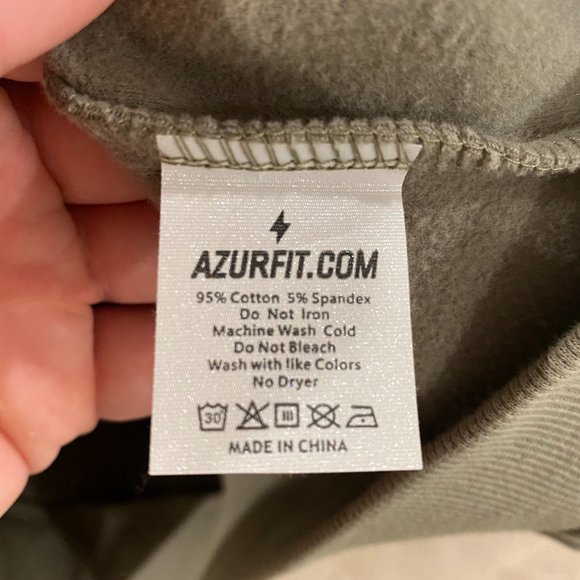 AZURFIT.COM
95% Cotton 5% Spandex
Do Not Iron
Machine Wash Cold
Do Not Bleach
Wash with like Colors
No Dryer
30°
MADE IN CHINA